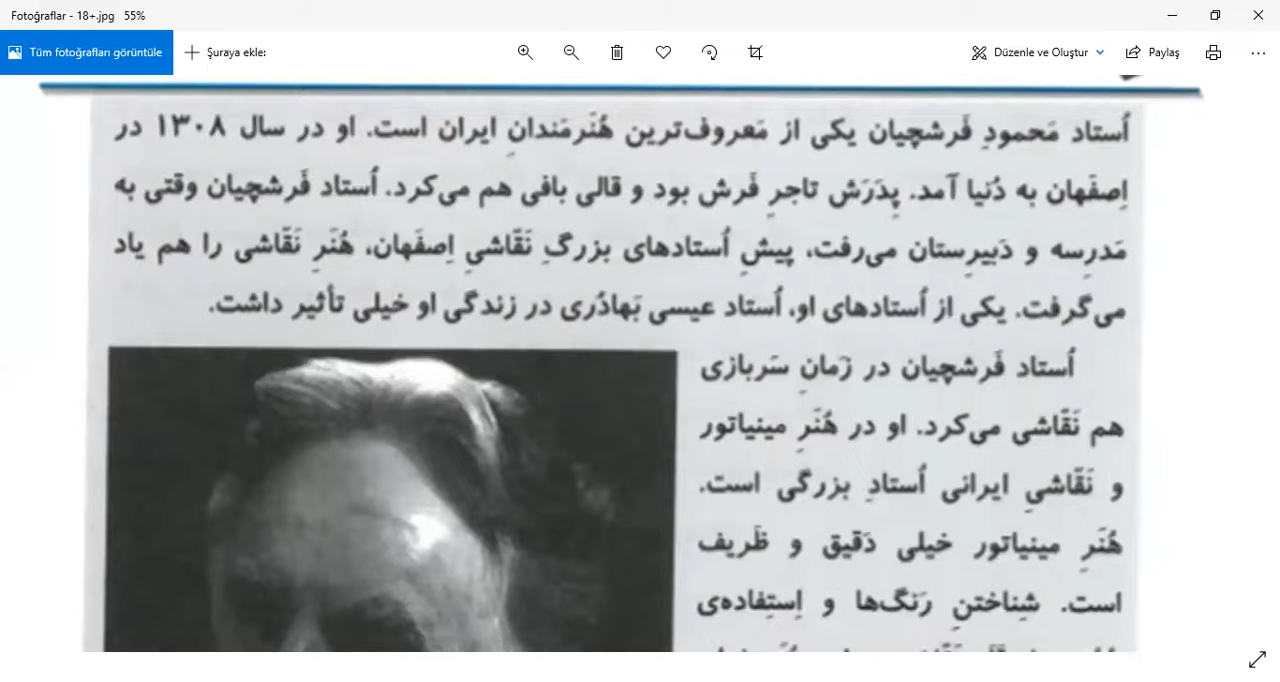 Fotoğraflar - 18+.jpg 55%
Tüm fotoğrafları görüntüle
Şuraya ekle:
Düzenle ve Oluştur
Paylaş
اُستاد مَحمودِ فَرشچیان یکی از مَعروف‌ترین هُنَرمَندانِ ایران است. او در سال ۱۳۰۸ در
اِصفَهان به دُنیا آمد. پِدَرَش تاجرِ فَرش بود و قالی بافی هم می‌کرد. اُستاد فَرشچیان وقتی به
مَدرِسه و دَبیرِستان می‌رفت، پیشِ اُستادهای بزرگِ نَقّاشیِ اِصفَهان، هُنَرِ نَقّاشی را هم یاد
می‌گرفت. یکی از اُستادهای او، اُستاد عیسی بَهادُری در زندگی او خیلی تأثیر داشت.
اُستاد فَرشچیان در زَمانِ سَربازی
هم نَقّاشی می‌کرد. او در هُنَرِ مینیاتور
و نَقّاشیِ ایرانی اُستادِ بزرگی است.
هُنَرِ مینیاتور خیلی دَقیق و ظَریف
است. شِناختنِ رَنگ‌ها و اِستِفاده‌ی